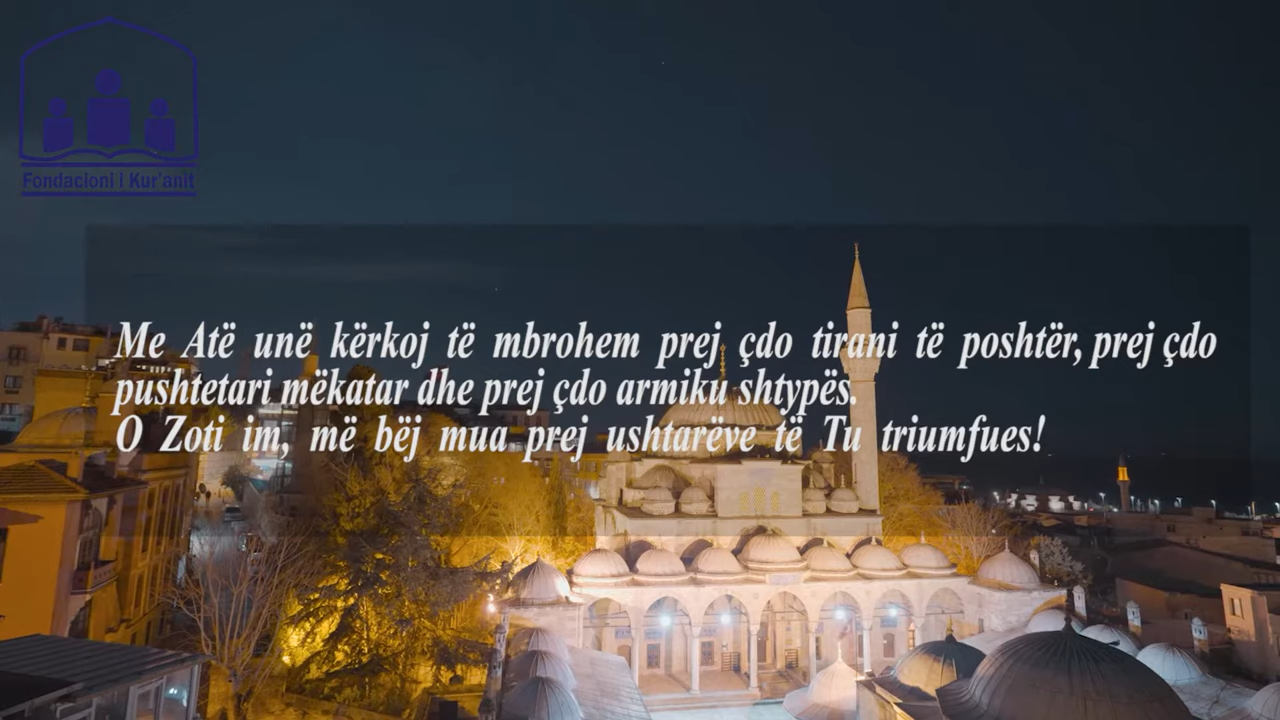 Fondacioni i Kur'anit
Me Atë unë kërkoj të mbrohem prej çdo tirani të poshtër, prej çdo
pushtetari mëkatar dhe prej çdo armiku shtypës.
O Zoti im, më bëj mua prej ushtarëve të Tu triumfues!